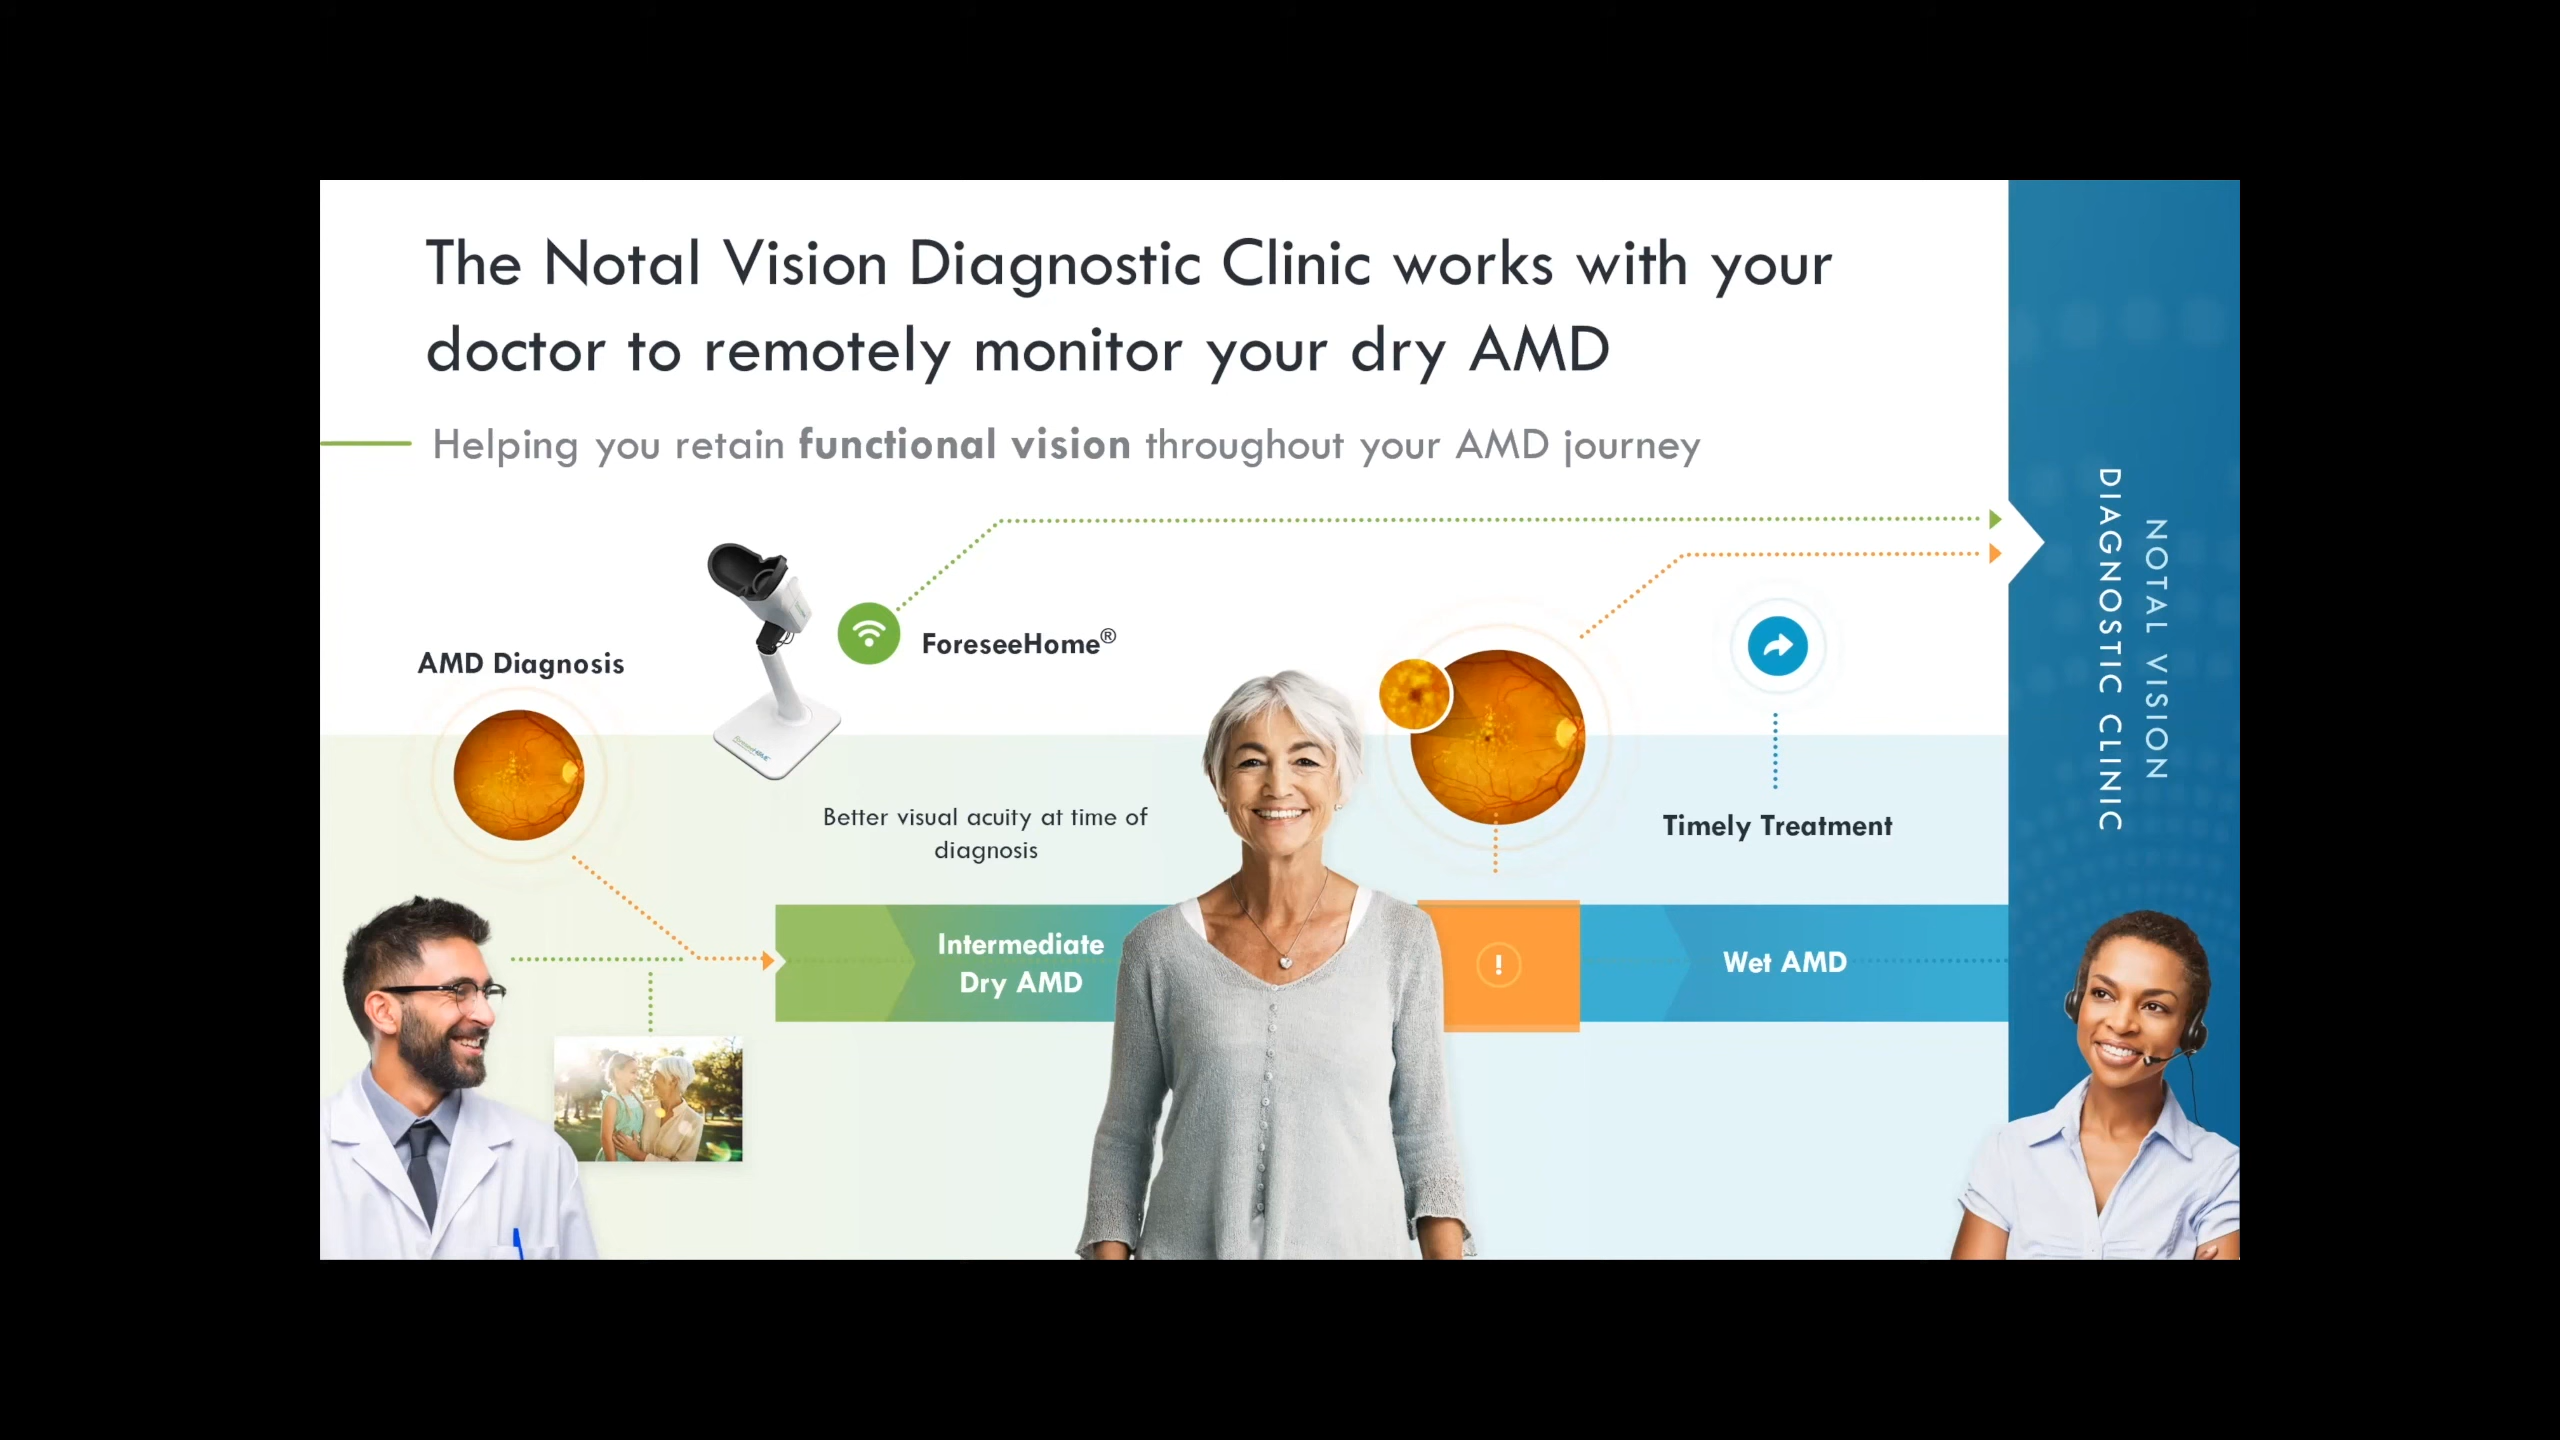 The Notal Vision Diagnostic Clinic works with your
doctor to remotely monitor your dry AMD
Helping you retain functional vision throughout your AMD journey
AMD Diagnosis
ForeseeHome®
ForeseeHome
Better visual acuity at time of
diagnosis
Timely Treatment
Intermediate
Dry AMD
!
Wet AMD
NOTAL VISION
DIAGNOSTIC CLINIC